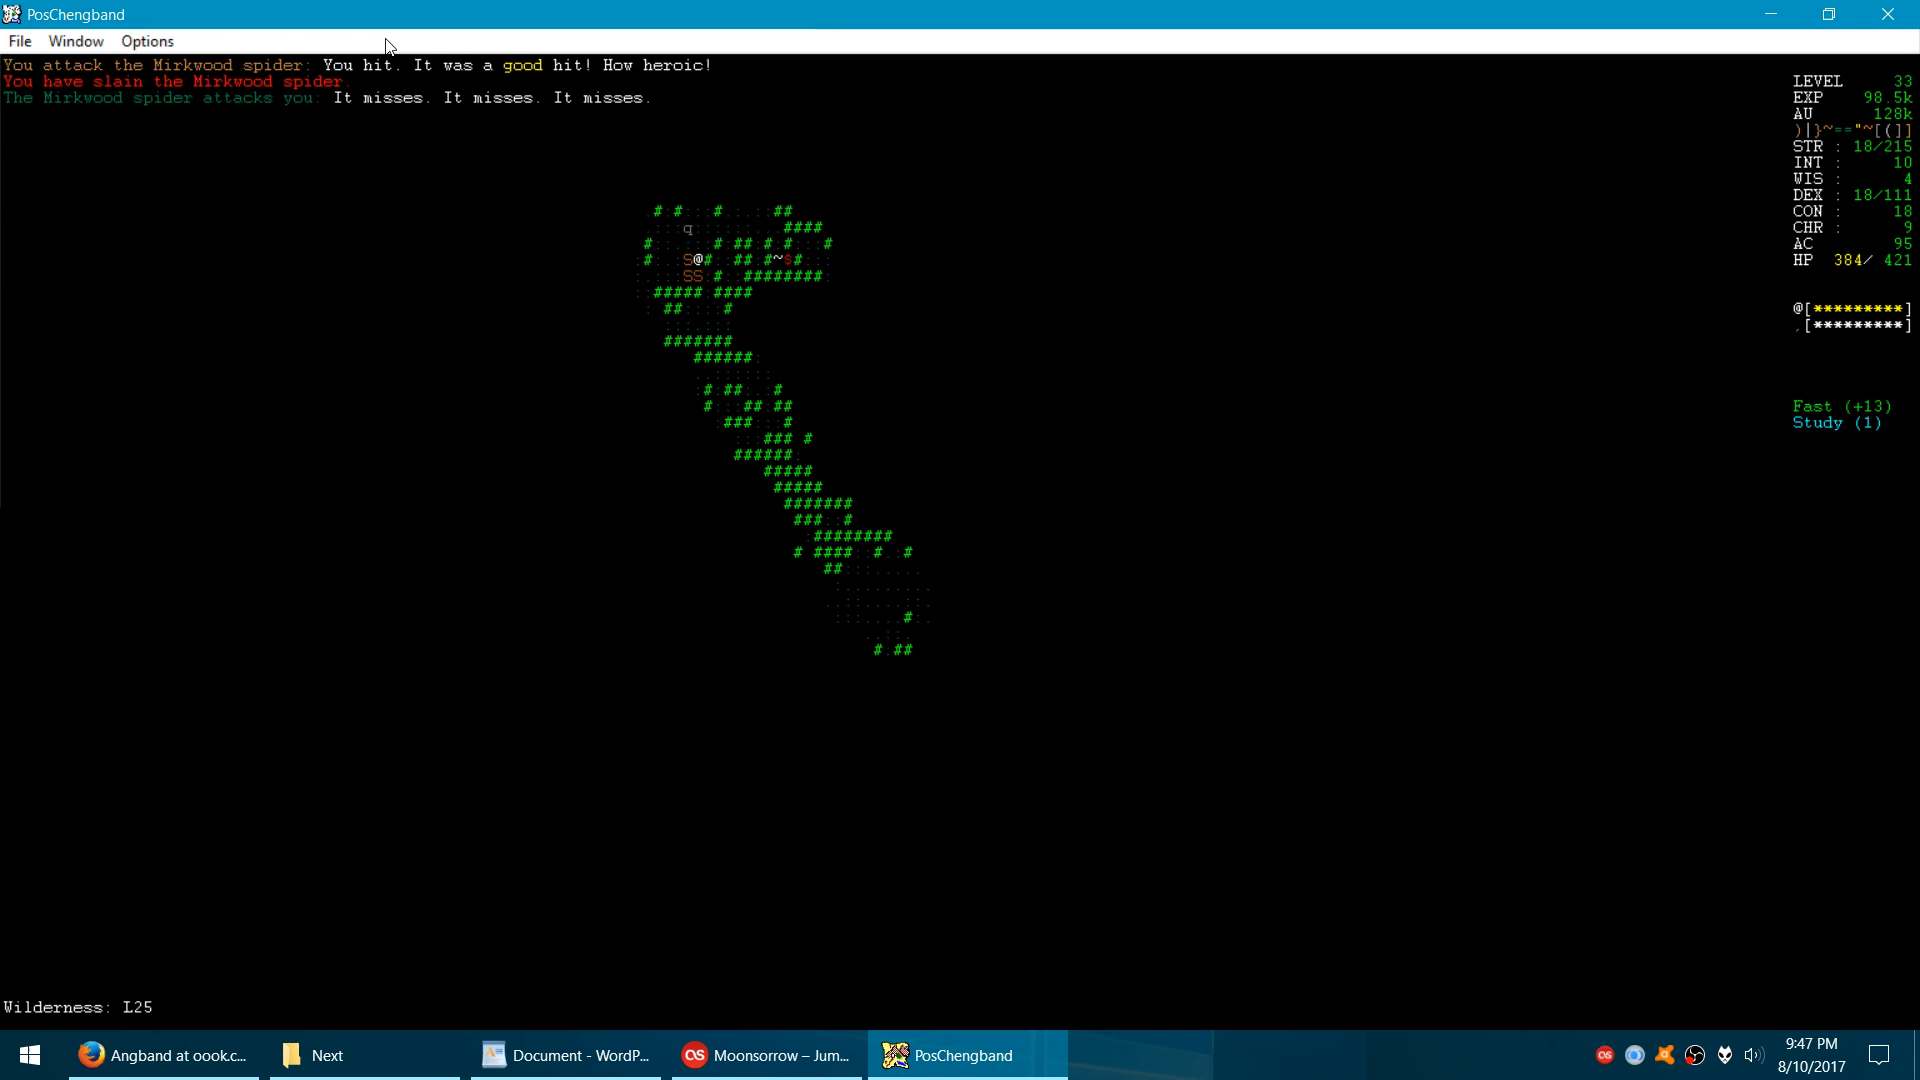 PosChengband
File Window Options
You attack the Mirkwood spider: You hit. It was a good hit! How heroic!
You have slain the Mirkwood spider.
The Mirkwood spider attacks you: It misses. It misses. It misses.
LEVEL 33
EXP 98.5k
AU 128k
)|}~=="~[(]]
STR : 18/215
INT : 10
WIS : 4
DEX : 18/111
CON : 18
CHR : 9
AC 95
HP 384/ 421
@[*********]
[*********]
Fast (+13)
Study (1)
Wilderness: L25
Angband at oook.c...
Next
Document - WordP...
Moonsorrow – Jum...
PosChengband
9:47 PM
8/10/2017